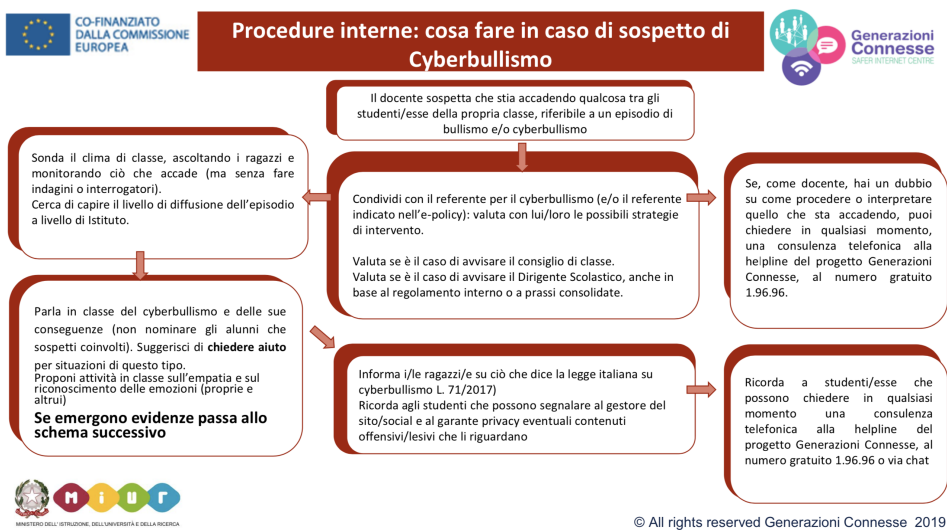 CO-FINANZIATO
DALLA COMMISSIONE
EUROPEA
Procedure interne: cosa fare in caso di sospetto di
Cyberbullismo
Generazioni
Connesse
SAFER INTERNET CENTRE
Il docente sospetta che stia accadendo qualcosa tra gli
studenti/esse della propria classe, riferibile a un episodio di
bullismo e/o cyberbullismo
Sonda il clima di classe, ascoltando i ragazzi e
monitorando ciò che accade (ma senza fare
indagini o interrogatori).
Cerca di capire il livello di diffusione dell'episodio
a livello di Istituto.
Condividi con il referente per il cyberbullismo (e/o il referente
indicato nell'e-policy): valuta con lui/loro le possibili strategie
di intervento.
Valuta se è il caso di avvisare il consiglio di classe.
Valuta se è il caso di avvisare il Dirigente Scolastico, anche in
base al regolamento interno o a prassi consolidate.
Se, come docente, hai un dubbio
su come procedere o interpretare
quello che sta accadendo, puoi
chiedere in qualsiasi momento,
una consulenza telefonica alla
helpline del progetto Generazioni
Connesse, al numero gratuito
1.96.96.
Parla in classe del cyberbullismo e delle sue
conseguenze (non nominare gli alunni che
sospetti coinvolti). Suggerisci di chiedere aiuto
per situazioni di questo tipo.
Proponi attività in classe sull'empatia e sul
riconoscimento delle emozioni (proprie e
altrui)
Se emergono evidenze passa allo
schema successivo
Informa i/le ragazzi/e su ciò che dice la legge italiana su
cyberbullismo L. 71/2017)
Ricorda agli studenti che possono segnalare al gestore del
sito/social e al garante privacy eventuali contenuti
offensivi/lesivi che li riguardano
Ricorda a studenti/esse che
possono chiedere in qualsiasi
momento una consulenza
telefonica alla helpline del
progetto Generazioni Connesse, al
numero gratuito 1.96.96 o via chat
m i u r
MINISTERO DELL' ISTRUZIONE, DELL'UNIVERSITÀ E DELLA RICERCA
© All rights reserved Generazioni Connesse 2019